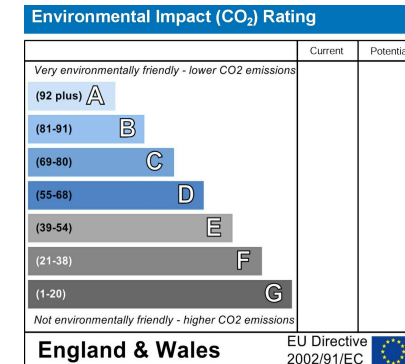 Environmental Impact (CO₂) Rating
Current Potentia
Very environmentally friendly - lower CO2 emissions
(92 plus) A
(81-91) B
(69-80) C
(55-68) D
(39-54) E
(21-38) F
(1-20) G
Not environmentally friendly - higher CO2 emissions
England & Wales
EU Directive
2002/91/EC